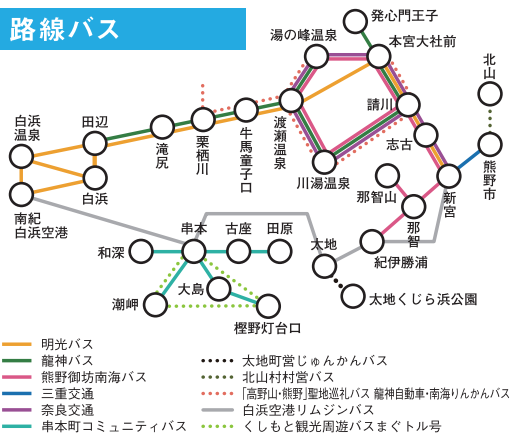 路線バス
発心門王子
湯の峰温泉
本宮大社前
北山
白浜温泉
田辺
滝尻
栗栖川
牛馬童子口
渡瀬温泉
請川
志古
川湯温泉
熊野市
白浜
那智山
新宮
那智
南紀白浜空港
串本
古座
田原
太地
紀伊勝浦
和深
大島
潮岬
樫野灯台口
太地くじら浜公園
明光バス
龍神バス
熊野御坊南海バス
三重交通
奈良交通
串本町コミュニティバス
太地町営じゅんかんバス
北山村村営バス
「高野山・熊野」聖地巡礼バス 龍神自動車・南海りんかんバス
白浜空港リムジンバス
くしもと観光周遊バスまぐトル号